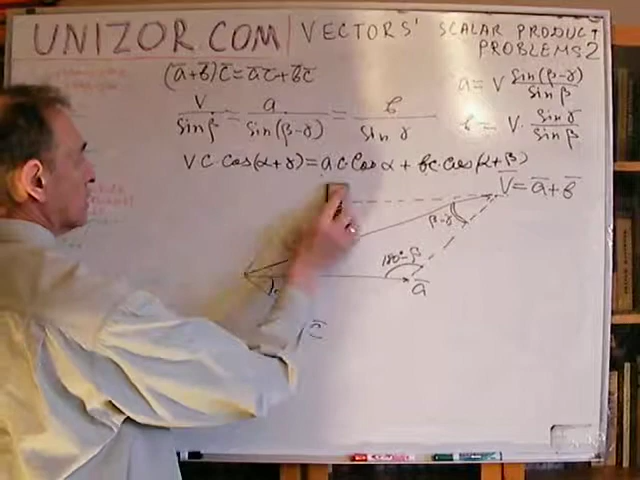 UNIZOR.COM | VECTORS' SCALAR PRODUCT
PROBLEMS 2
(a̅+b̅)c̅=a̅c̅+b̅c̅
a = V sin(β-γ)/sin β
V/sin β = a/sin(β-γ) = b/sin γ
b = V· sin γ/sin β
VC·Cos(α+γ)=ac Cos α + bc·cos(α+β)
V̅=a̅+b̅
β-γ
180°-β
a̅
c̅